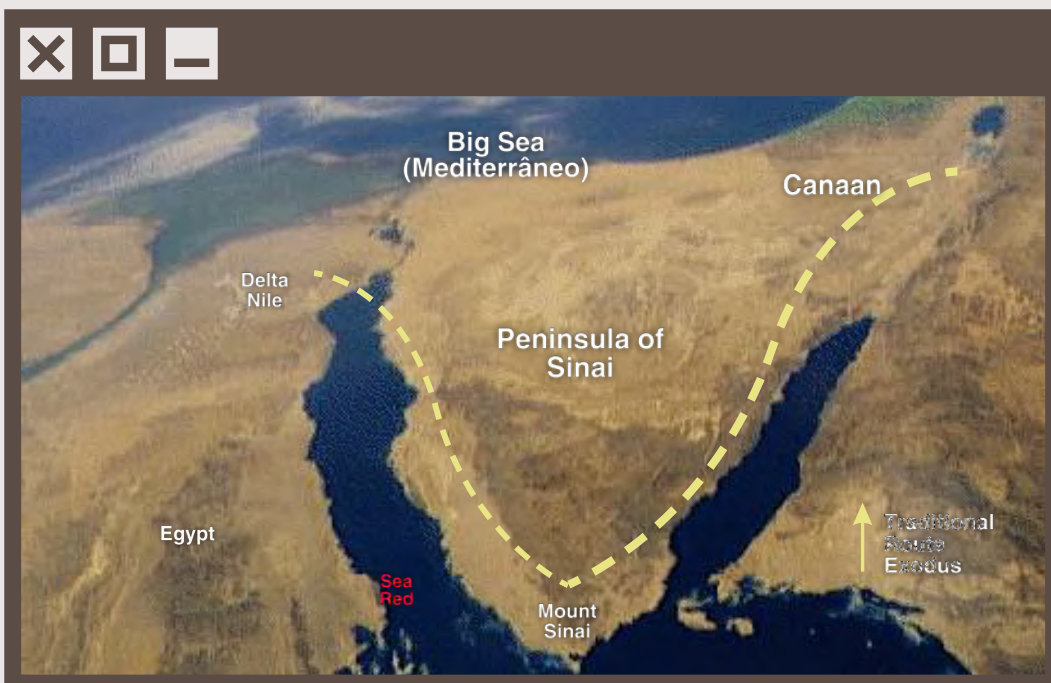 Big Sea
(Mediterrâneo)
Canaan
Delta
Nile
Peninsula of
Sinai
Egypt
Traditional
Route
Exodus
Sea
Red
Mount
Sinai